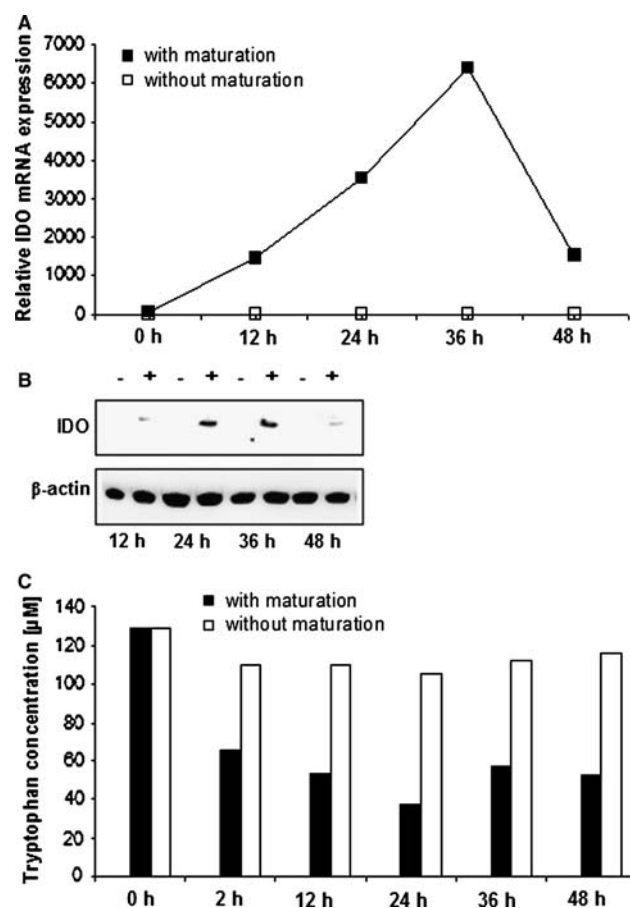 A
Relative IDO mRNA expression
7000
6000
5000
4000
3000
2000
1000
0
with maturation
without maturation
0 h 12 h 24 h 36 h 48 h
B
- + - + - + - +
IDO
β-actin
12 h 24 h 36 h 48 h
C
Tryptophan concentration [µM]
140
120
100
80
60
40
20
0
with maturation
without maturation
0 h 2 h 12 h 24 h 36 h 48 h